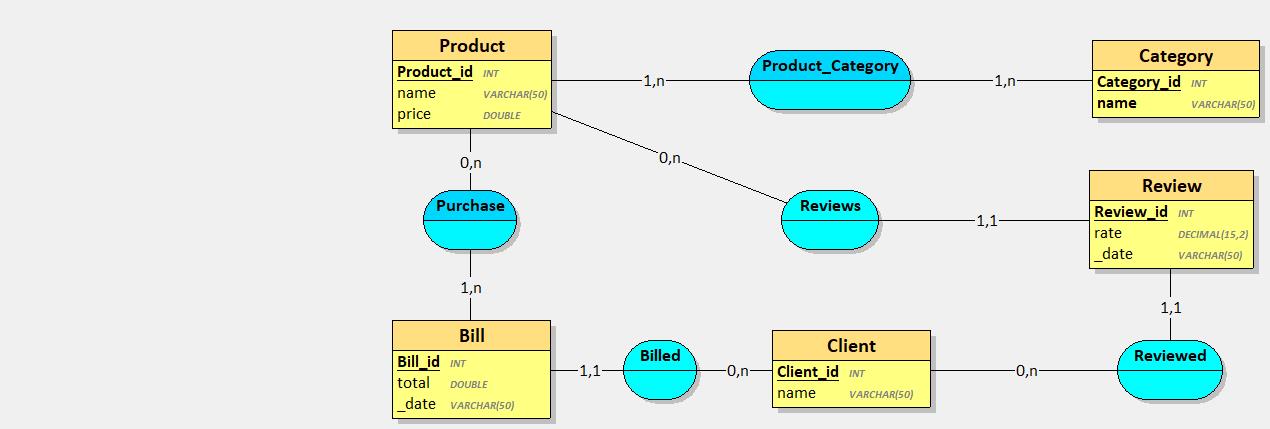 Product
Product_id INT
name VARCHAR(50)
price DOUBLE
1,n
Product_Category
1,n
Category
Category_id INT
name VARCHAR(50)
0,n
0,n
Purchase
Reviews
1,1
Review
Review_id INT
rate DECIMAL(15,2)
_date VARCHAR(50)
1,n
1,1
Bill
Bill_id INT
total DOUBLE
_date VARCHAR(50)
1,1
Billed
0,n
Client
Client_id INT
name VARCHAR(50)
0,n
Reviewed